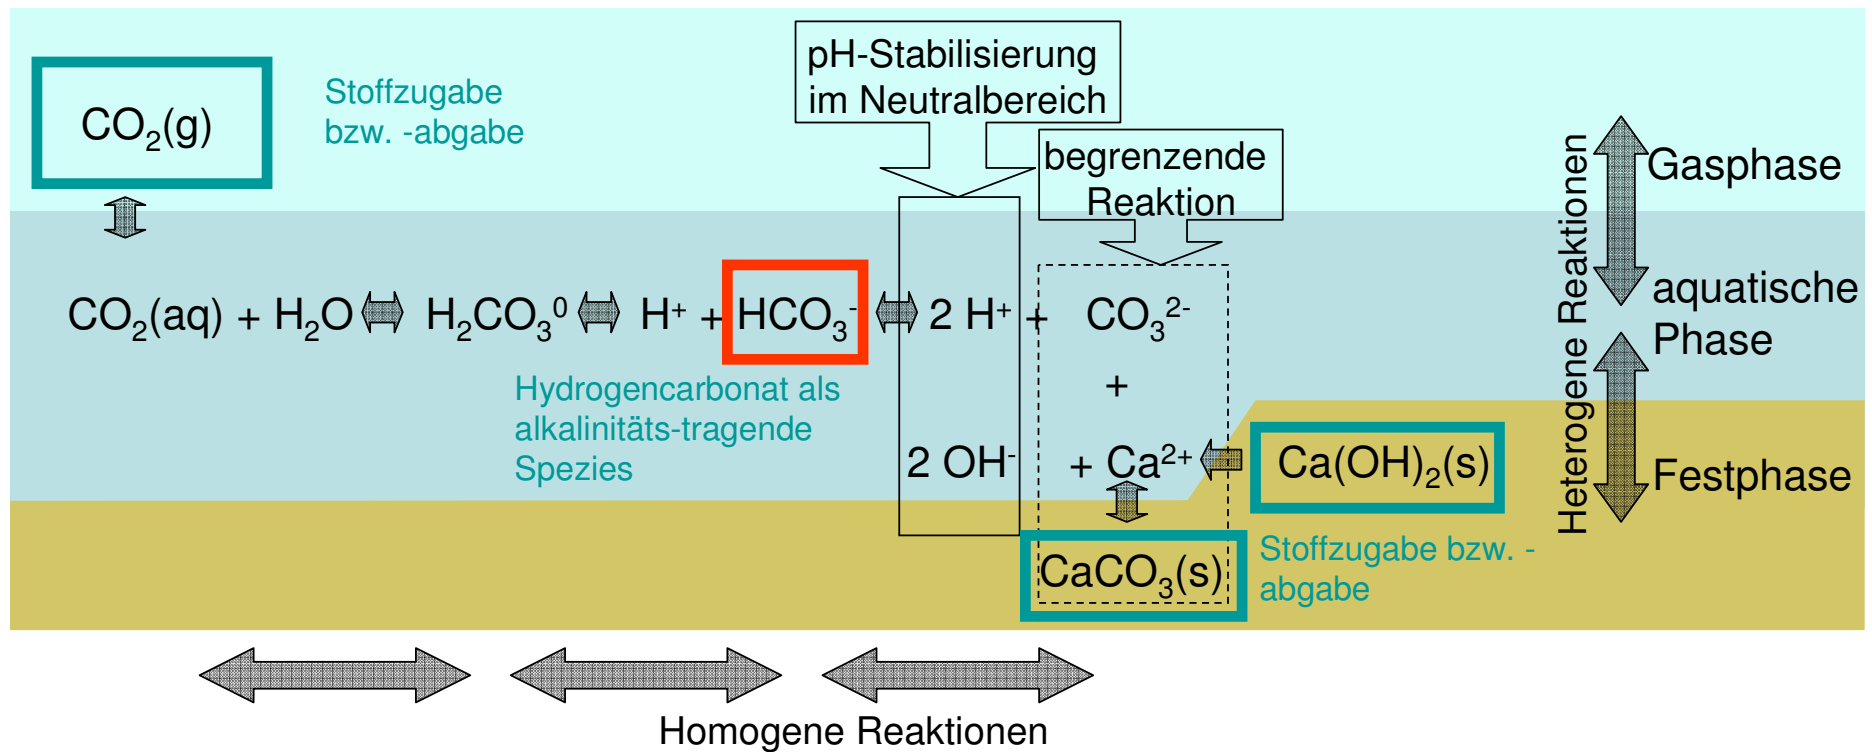 pH-Stabilisierung
im Neutralbereich
CO₂(g)
Stoffzugabe
bzw. -abgabe
begrenzende
Reaktion
Gasphase
Heterogene Reaktionen
CO₂(aq) + H₂O H₂CO₃⁰ H⁺ + HCO₃⁻ 2 H⁺ + CO₃²⁻
aquatische
Phase
Hydrogencarbonat als
alkalinitäts-tragende
Spezies
+
2 OH⁻ + Ca²⁺ Ca(OH)₂(s)
Festphase
CaCO₃(s)
Stoffzugabe bzw. -
abgabe
Homogene Reaktionen